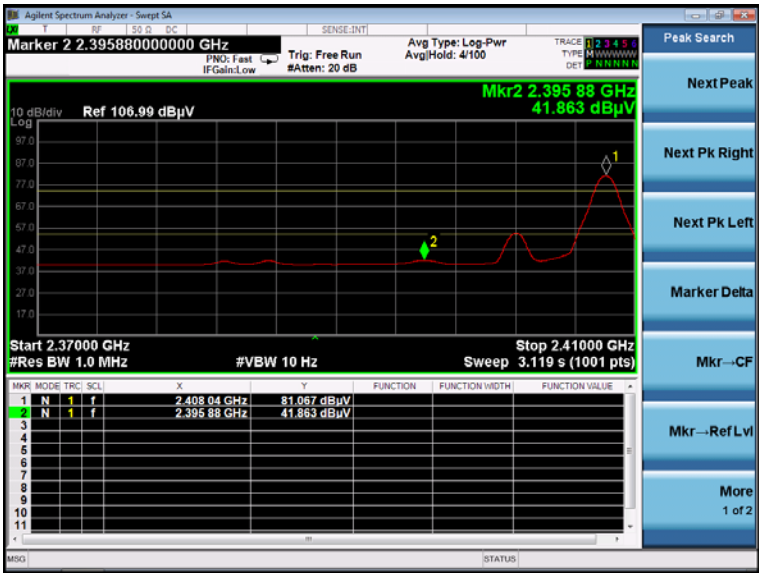 Agilent Spectrum Analyzer - Swept SA
LXI T RF 50 Ω DC SENSE:INT
Marker 2 2.395880000000 GHz
PNO: Fast
IFGain:Low
Trig: Free Run
#Atten: 20 dB
Avg Type: Log-Pwr
Avg|Hold: 4/100
TRACE 1 2 3 4 5 6
TYPE M W W W W W
DET P N N N N N
Mkr2 2.395 88 GHz
41.863 dBµV
10 dB/div Ref 106.99 dBµV
Log
97.0
87.0
77.0
67.0
57.0
47.0
37.0
27.0
17.0
1
2
Start 2.37000 GHz Stop 2.41000 GHz
#Res BW 1.0 MHz #VBW 10 Hz Sweep 3.119 s (1001 pts)
MKR MODE TRC SCL X Y FUNCTION FUNCTION WIDTH FUNCTION VALUE
1 N 1 f 2.408 04 GHz 81.067 dBµV
2 N 1 f 2.395 88 GHz 41.863 dBµV
3
4
5
6
7
8
9
10
11
MSG STATUS
Peak Search
Next Peak
Next Pk Right
Next Pk Left
Marker Delta
Mkr→CF
Mkr→Ref Lvl
More
1 of 2